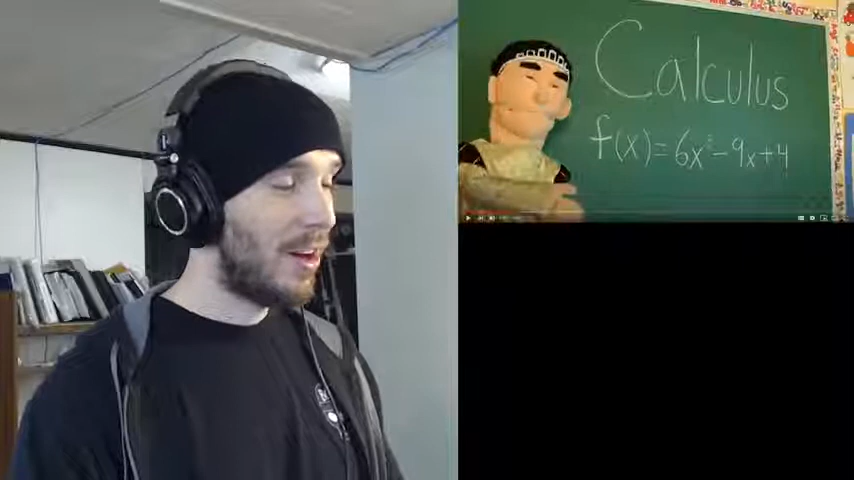 Calculus
f(x) = 6x² - 9x + 4